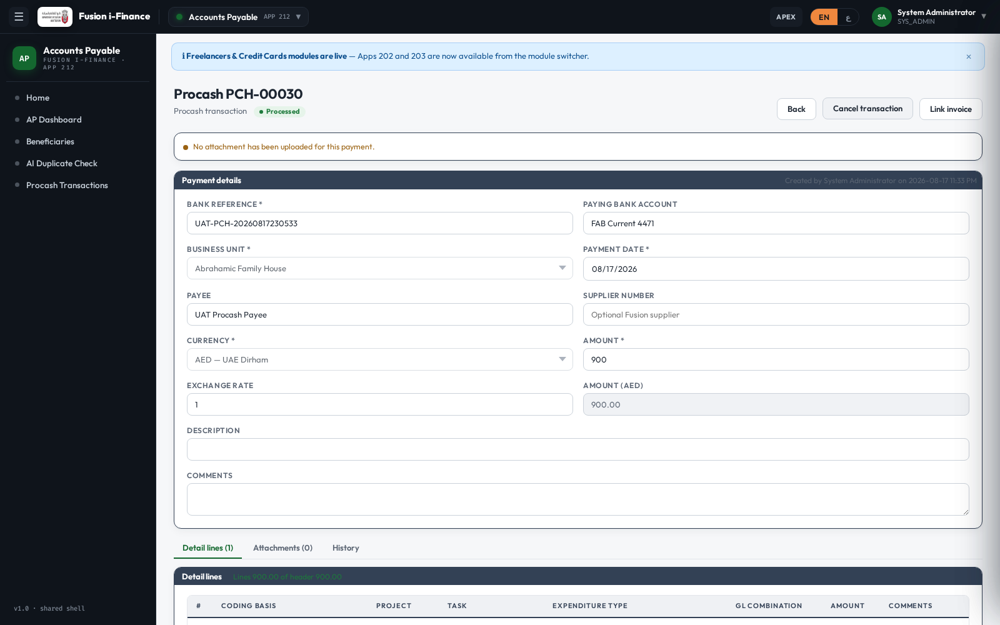 Fusion i-Finance
Accounts Payable APP 212 ▼
APEX
EN ع
SA
System Administrator
SYS_ADMIN
AP
Accounts Payable
FUSION I-FINANCE ·
APP 212
Home
AP Dashboard
Beneficiaries
AI Duplicate Check
Procash Transactions
v1.0 · shared shell
ℹ Freelancers & Credit Cards modules are live — Apps 202 and 203 are now available from the module switcher. ×
Procash PCH-00030
Procash transaction Processed
Back Cancel transaction Link invoice
No attachment has been uploaded for this payment.
Payment details Created by System Administrator on 2026-08-17 11:33 PM
BANK REFERENCE * PAYING BANK ACCOUNT
UAT-PCH-20260817230533 FAB Current 4471
BUSINESS UNIT * PAYMENT DATE *
Abrahamic Family House 08/17/2026
PAYEE SUPPLIER NUMBER
UAT Procash Payee Optional Fusion supplier
CURRENCY * AMOUNT *
AED — UAE Dirham 900
EXCHANGE RATE AMOUNT (AED)
1 900.00
DESCRIPTION
COMMENTS
Detail lines (1) Attachments (0) History
Detail lines Lines 900.00 of header 900.00
# CODING BASIS PROJECT TASK EXPENDITURE TYPE GL COMBINATION AMOUNT COMMENTS